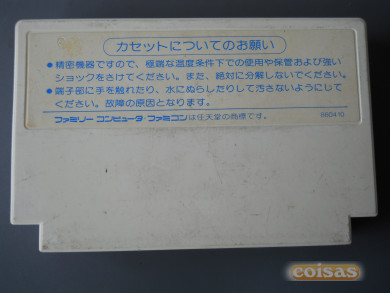 カセットについてのお願い
●精密機器ですので、極端な温度条件下での使用や保管および強い
ショックをさけてください。また、絶対に分解しないでください。
●端子部に手を触れたり、水にぬらしたりして汚さないようにして
ください。故障の原因となります。
ファミリー コンピュータ・ファミコンは任天堂の商標です。 860410
coisas